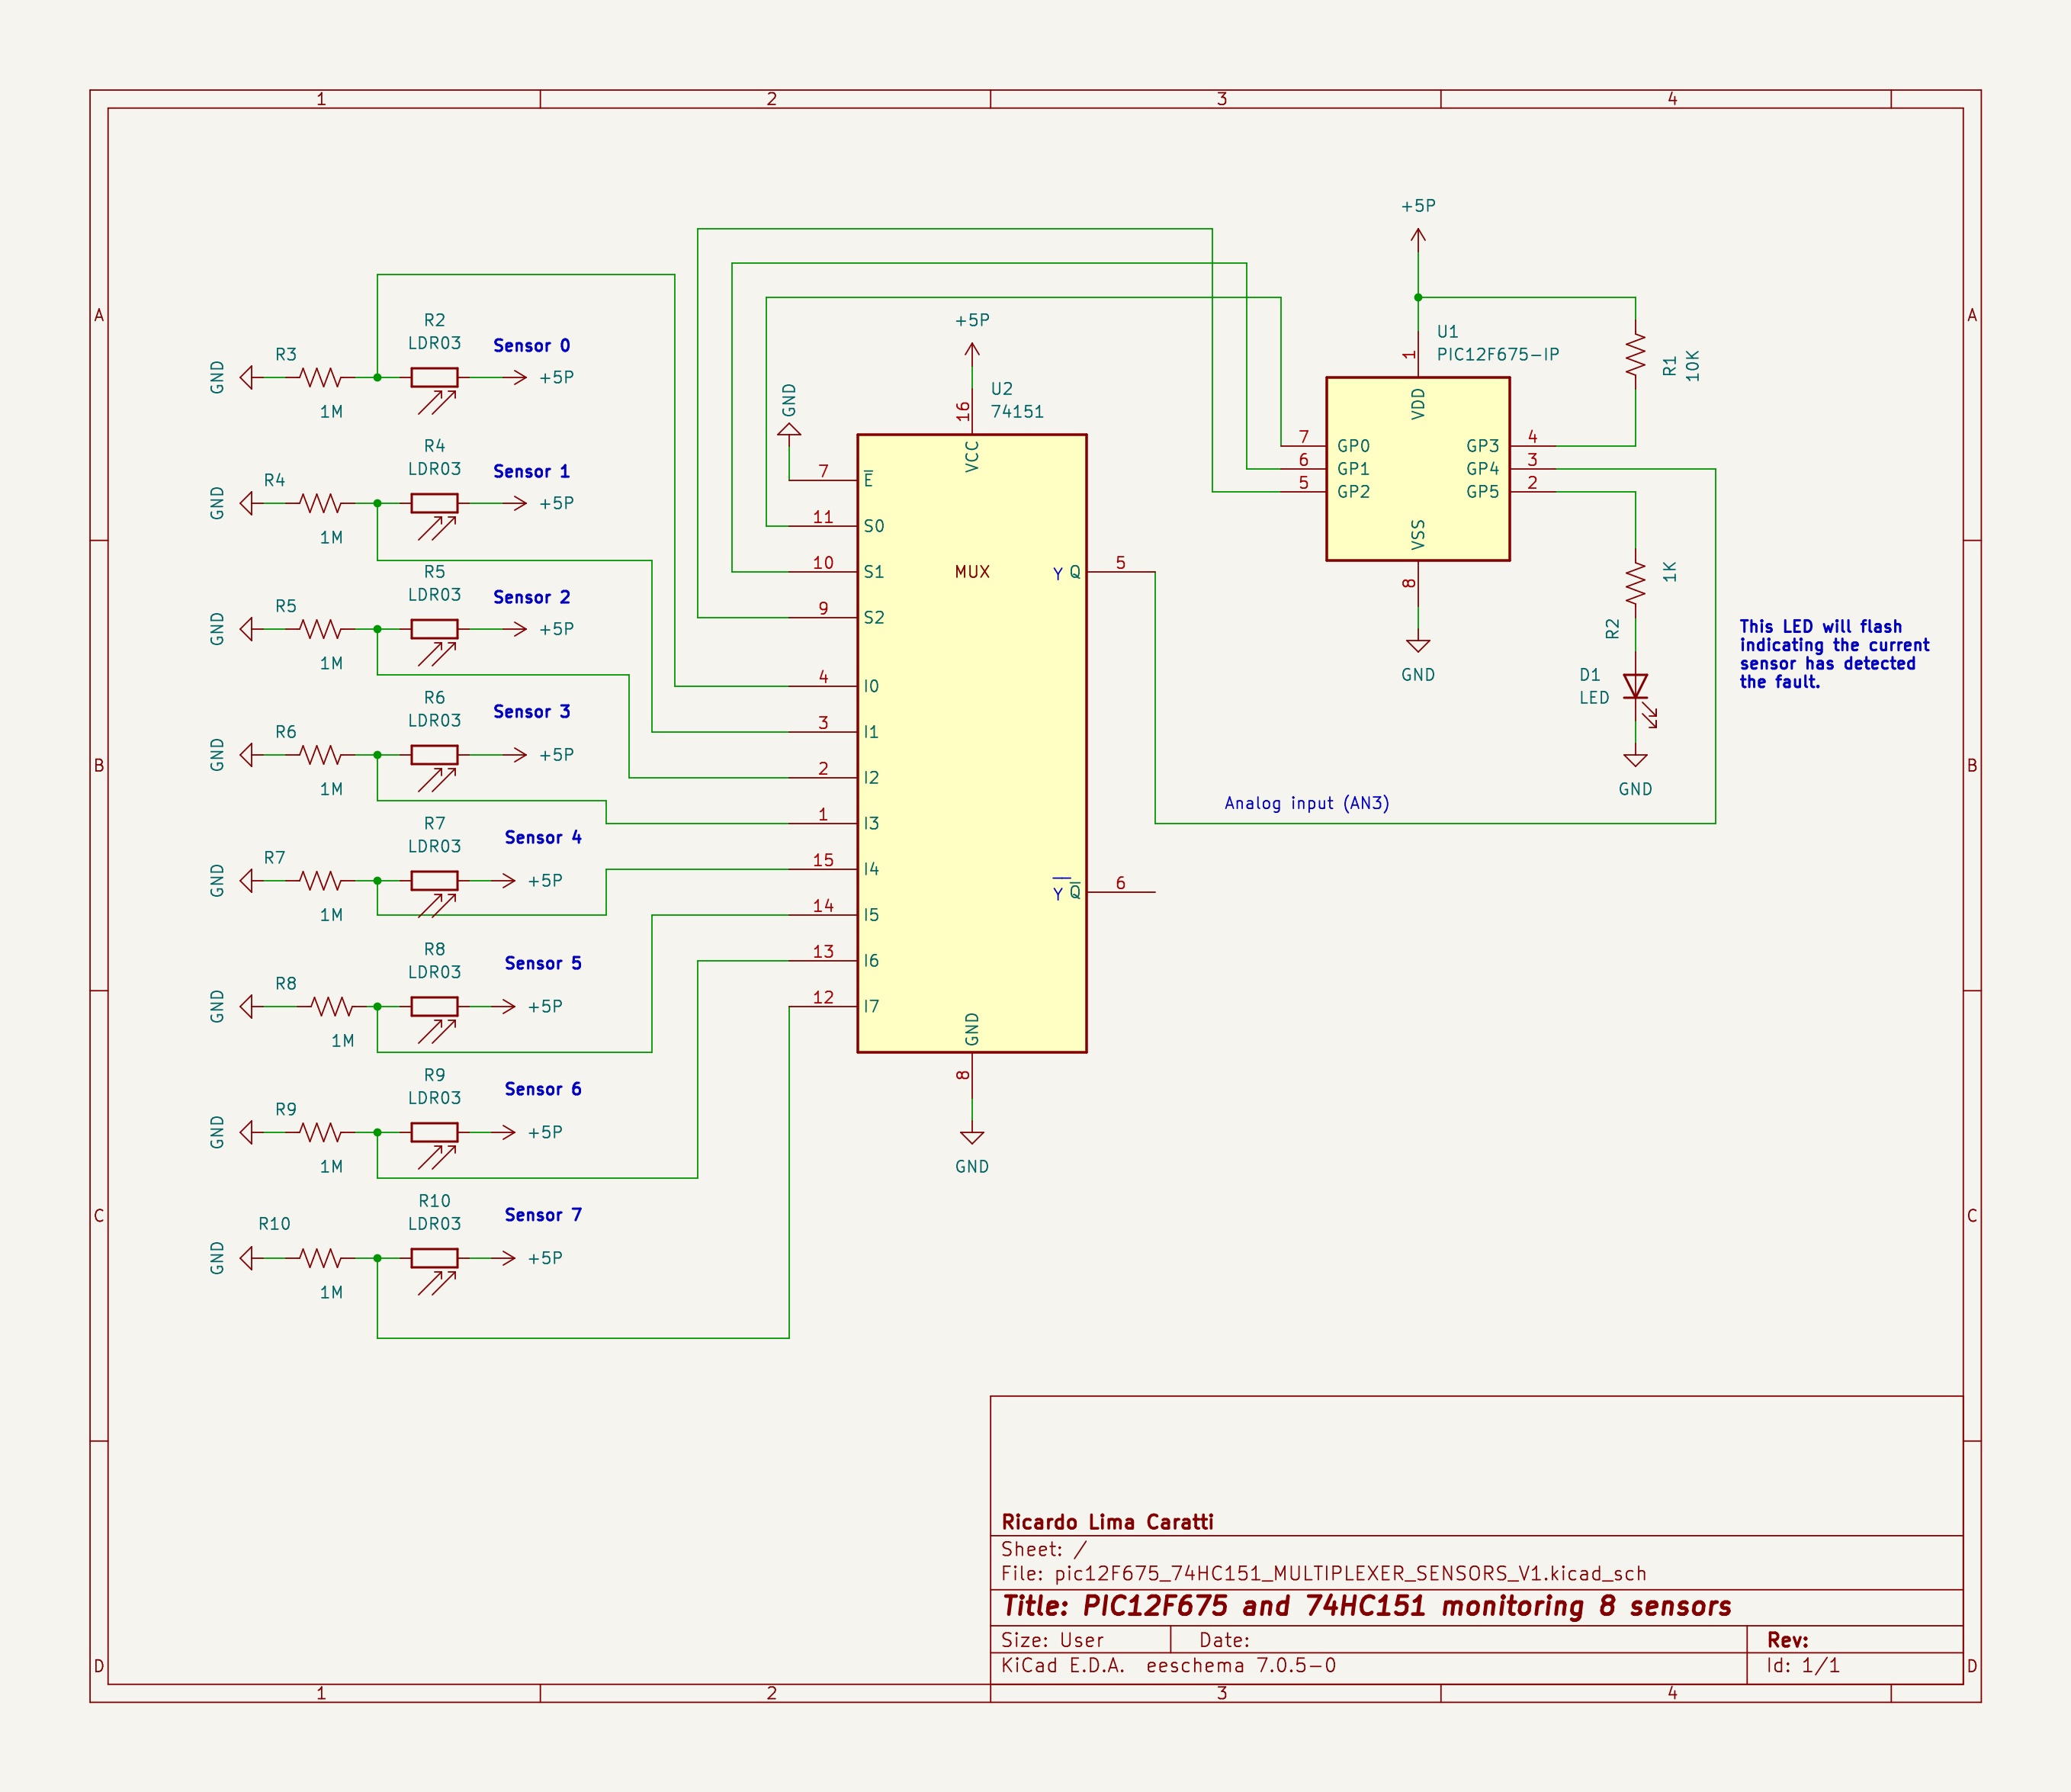 1 2 3 4
A A
B B
C C
D D
R3
1M
GND
R2
LDR03
Sensor 0
+5P
R4
1M
GND
R4
LDR03
Sensor 1
+5P
R5
1M
GND
R5
LDR03
Sensor 2
+5P
R6
1M
GND
R6
LDR03
Sensor 3
+5P
R7
1M
GND
R7
LDR03
Sensor 4
+5P
R8
1M
GND
R8
LDR03
Sensor 5
+5P
R9
1M
GND
R9
LDR03
Sensor 6
+5P
R10
1M
GND
R10
LDR03
Sensor 7
+5P
+5P
U2
74151
16
VCC
GND
7 E
11 S0
10 S1
9 S2
4 I0
3 I1
2 I2
1 I3
15 I4
14 I5
13 I6
12 I7
MUX
Y Q 5
Y Q 6
GND
8
GND
+5P
U1
PIC12F675-IP
1
VDD
7 GP0
6 GP1
5 GP2
GP3 4
GP4 3
GP5 2
VSS
8
GND
R1
10K
1K
R2
D1
LED
GND
This LED will flash
indicating the current
sensor has detected
the fault.
Analog input (AN3)
Ricardo Lima Caratti
Sheet: /
File: pic12F675_74HC151_MULTIPLEXER_SENSORS_V1.kicad_sch
Title: PIC12F675 and 74HC151 monitoring 8 sensors
Size: User Date: Rev:
KiCad E.D.A. eeschema 7.0.5-0 Id: 1/1
1 2 3 4